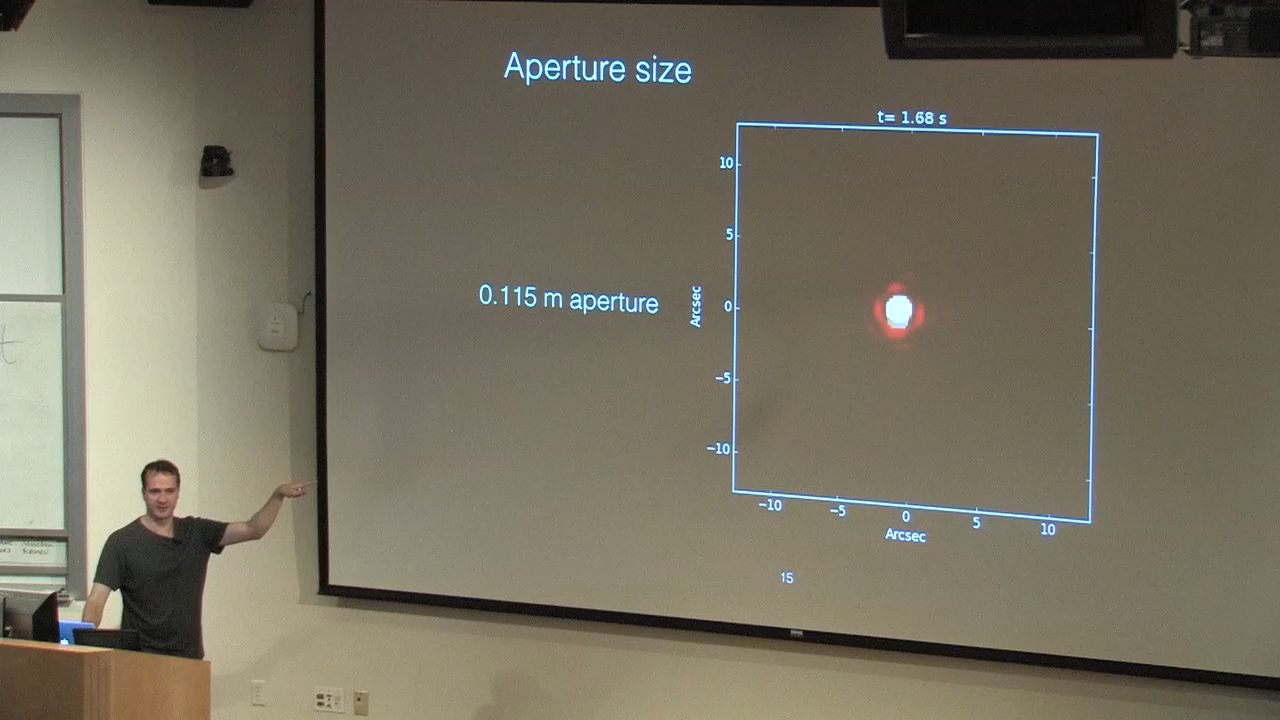 Aperture size
t= 1.68 s
10
5
0.115 m aperture
Arcsec
0
−5
−10
−10
−5
0
5
10
Arcsec
15
t